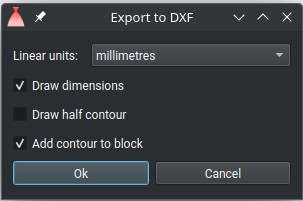 Export to DXF
Linear units: millimetres
Draw dimensions
Draw half contour
Add contour to block
Ok Cancel